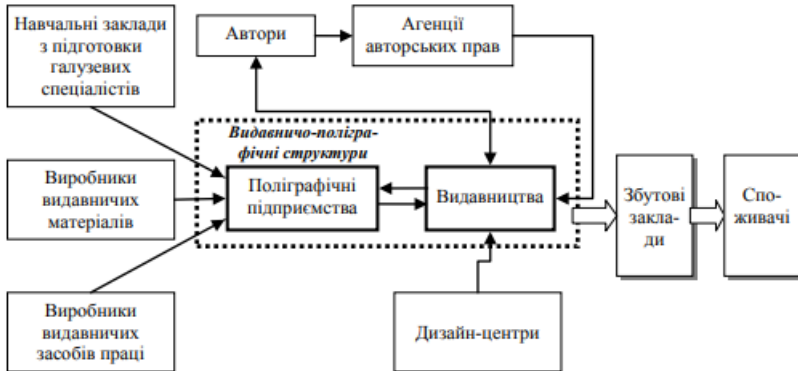 Навчальні заклади
з підготовки
галузевих
спеціалістів
Автори
Агенції
авторських прав
Видавничо-полігра-
фічні структури
Виробники
видавничих
матеріалів
Поліграфічні
підприємства
Видавництва
Збутові
закла-
ди
Спо-
живачі
Виробники
видавничих
засобів праці
Дизайн-центри